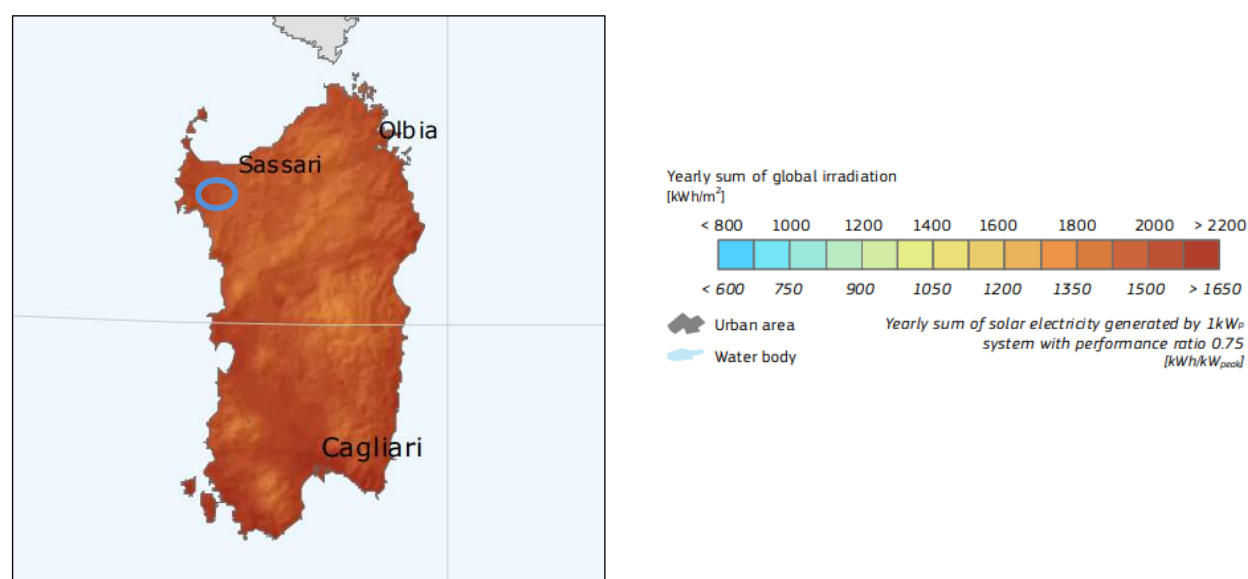 Olbia
Sassari
Cagliari
Yearly sum of global irradiation
[kWh/m²]
< 800 1000 1200 1400 1600 1800 2000 > 2200
< 600 750 900 1050 1200 1350 1500 > 1650
Urban area
Water body
Yearly sum of solar electricity generated by 1kWp
system with performance ratio 0.75
[kWh/kWpeak]